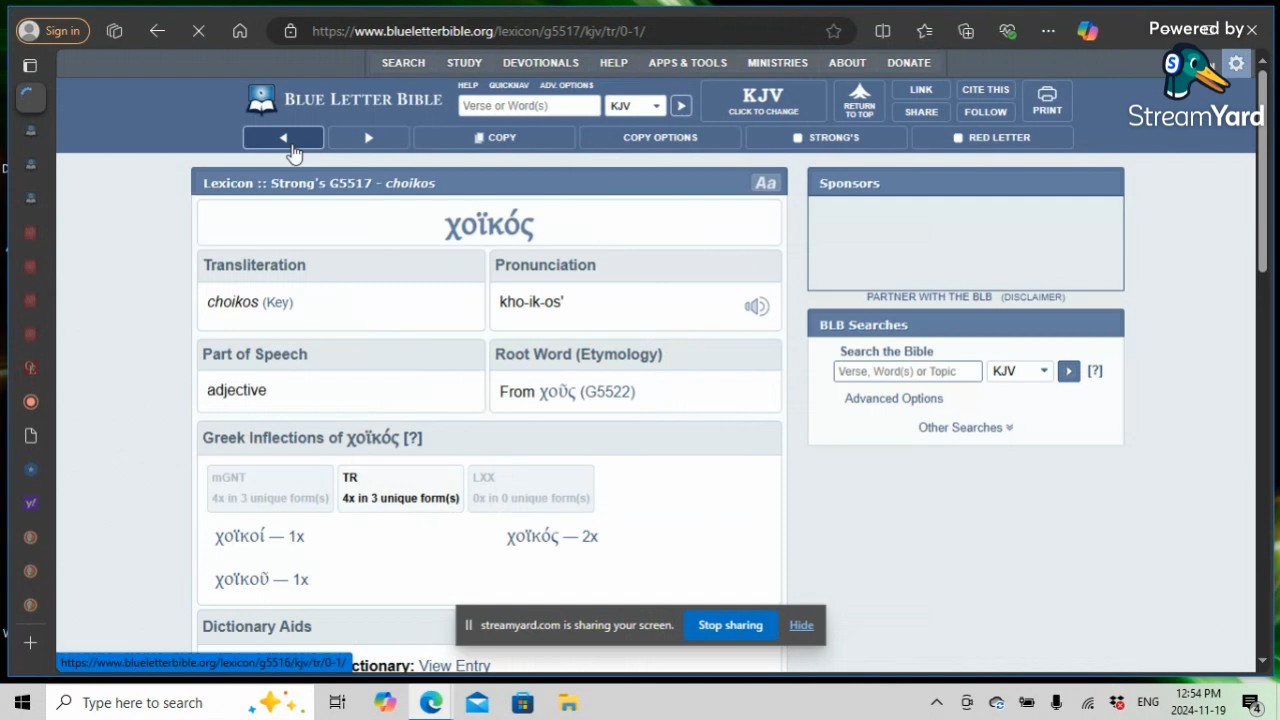 Sign in
https://www.blueletterbible.org/lexicon/g5517/kjv/tr/0-1/
Powered by
StreamYard
SEARCH STUDY DEVOTIONALS HELP APPS & TOOLS MINISTRIES ABOUT DONATE
BLUE LETTER BIBLE
HELP QUICKNAV ADV. OPTIONS
Verse or Word(s)
KJV
KJV
CLICK TO CHANGE
RETURN
TO TOP
LINK
CITE THIS
SHARE
FOLLOW
PRINT
COPY
COPY OPTIONS
STRONG'S
RED LETTER
Lexicon :: Strong's G5517 - choikos
Aa
χοϊκός
Transliteration
choikos (Key)
Pronunciation
kho-ik-os'
Part of Speech
adjective
Root Word (Etymology)
From χοῦς (G5522)
Greek Inflections of χοϊκός [?]
mGNT
4x in 3 unique form(s)
TR
4x in 3 unique form(s)
LXX
0x in 0 unique form(s)
χοϊκοί — 1x
χοϊκός — 2x
χοϊκοῦ — 1x
Dictionary Aids
ctionary: View Entry
Sponsors
PARTNER WITH THE BLB (DISCLAIMER)
BLB Searches
Search the Bible
Verse, Word(s) or Topic
KJV
[?]
Advanced Options
Other Searches
streamyard.com is sharing your screen.
Stop sharing
Hide
https://www.blueletterbible.org/lexicon/g5516/kjv/tr/0-1/
Type here to search
ENG
12:54 PM
2024-11-19
4